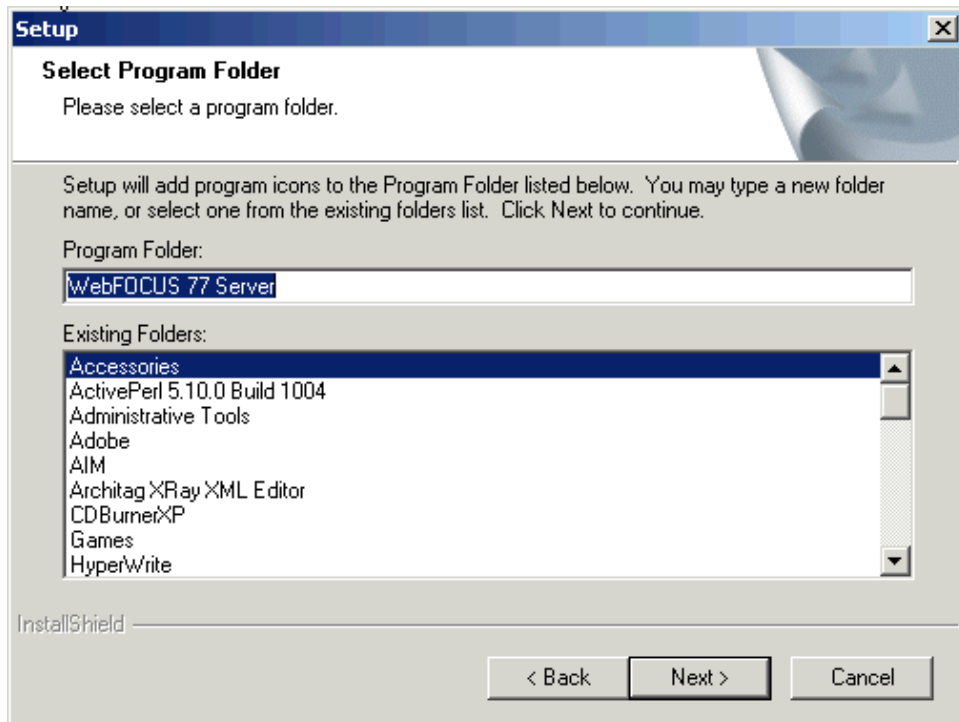 Setup
Select Program Folder
Please select a program folder.
Setup will add program icons to the Program Folder listed below.  You may type a new folder
name, or select one from the existing folders list.  Click Next to continue.
Program Folder:
WebFOCUS 77 Server
Existing Folders:
Accessories
ActivePerl 5.10.0 Build 1004
Administrative Tools
Adobe
AIM
Architag XRay XML Editor
CDBurnerXP
Games
HyperWrite
InstallShield
< Back
Next >
Cancel